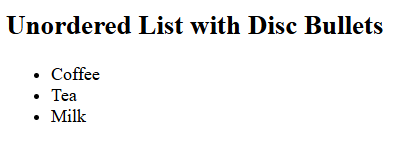 Unordered List with Disc Bullets
• Coffee
• Tea
• Milk